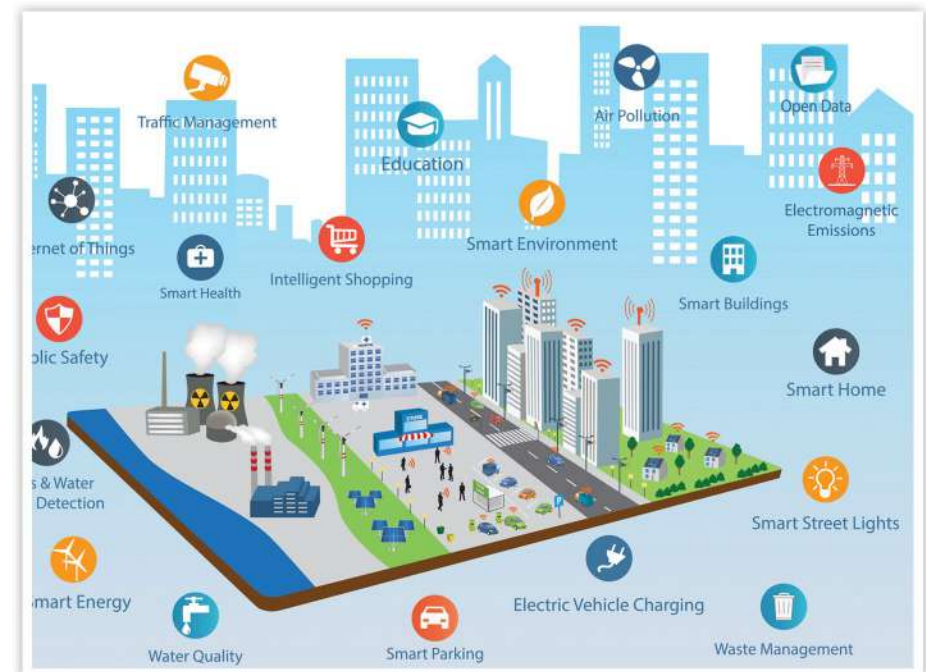 Traffic Management
Education
Air Pollution
Open Data
Electromagnetic
Emissions
ernet of Things
Smart Health
Intelligent Shopping
Smart Environment
Smart Buildings
blic Safety
Smart Home
s & Water
Detection
Smart Street Lights
mart Energy
Water Quality
Smart Parking
Electric Vehicle Charging
Waste Management
STORE
P